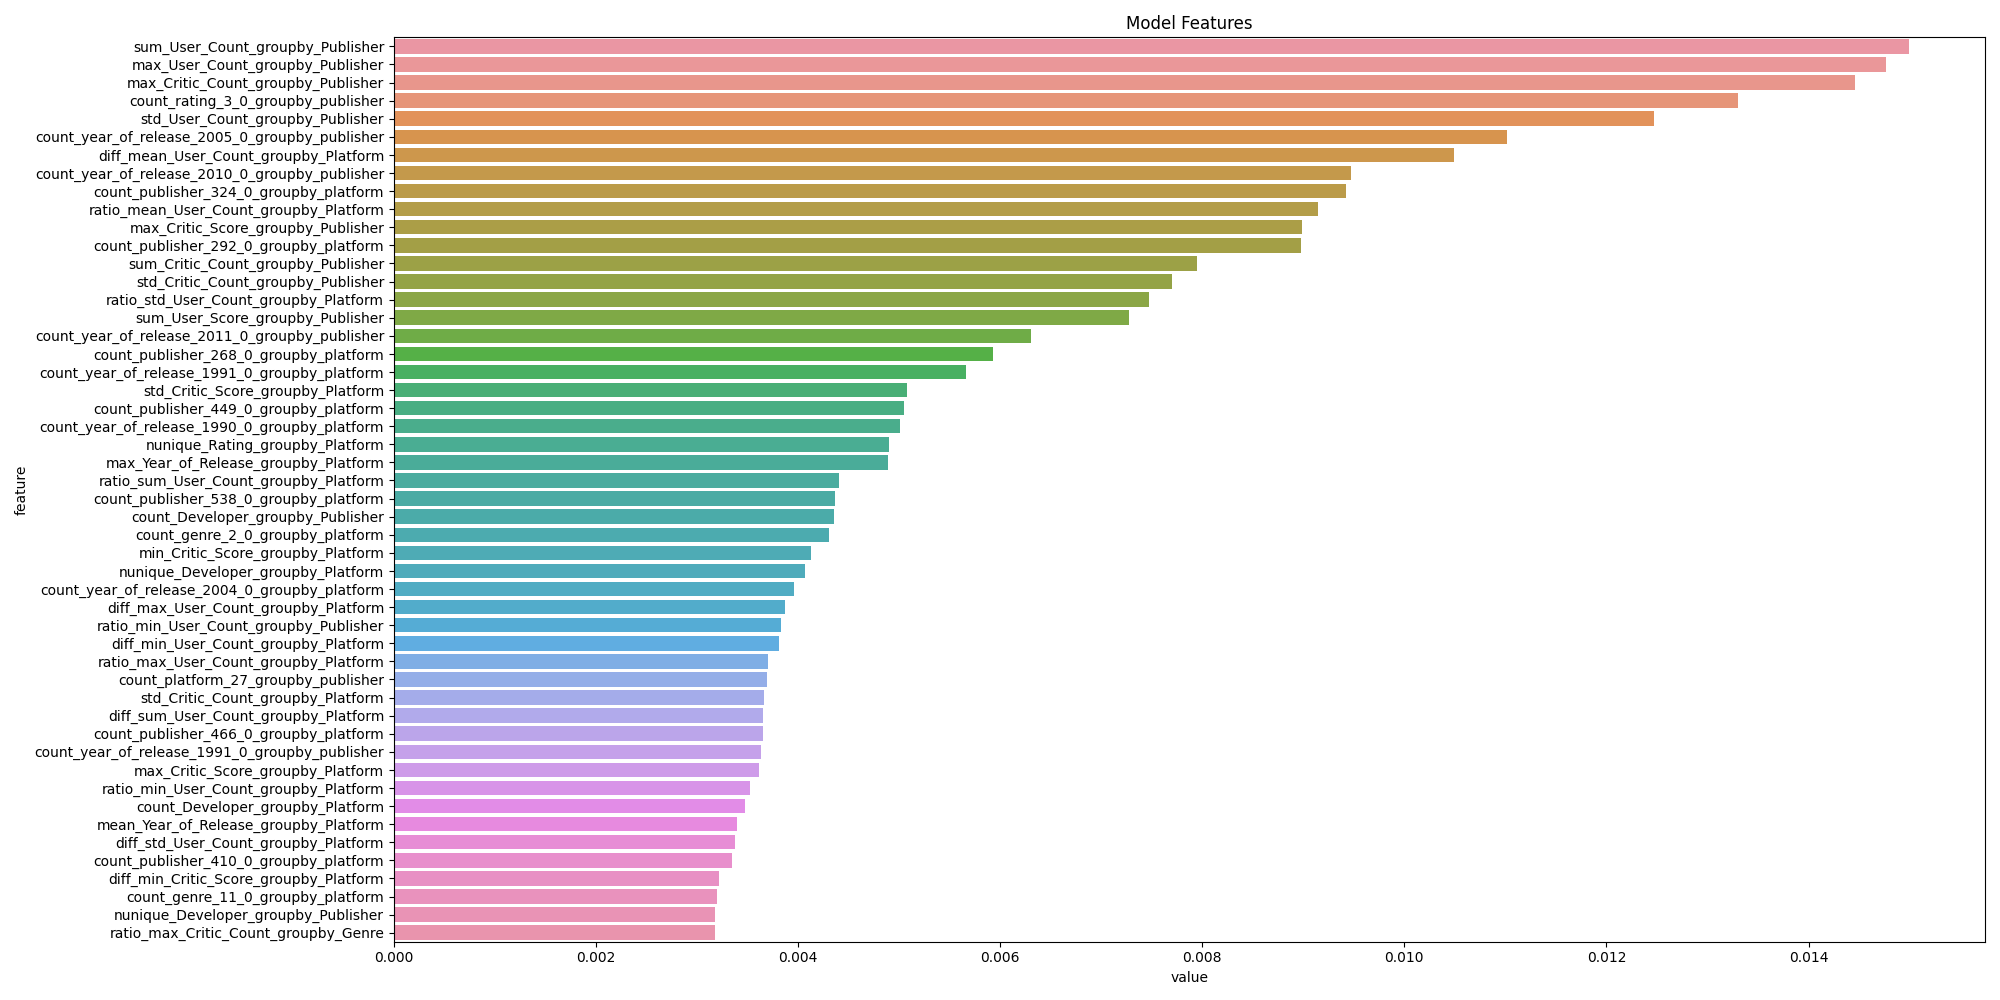 Model Features
sum_User_Count_groupby_Publisher
max_User_Count_groupby_Publisher
max_Critic_Count_groupby_Publisher
count_rating_3_0_groupby_publisher
std_User_Count_groupby_Publisher
count_year_of_release_2005_0_groupby_publisher
diff_mean_User_Count_groupby_Platform
count_year_of_release_2010_0_groupby_publisher
count_publisher_324_0_groupby_platform
ratio_mean_User_Count_groupby_Platform
max_Critic_Score_groupby_Publisher
count_publisher_292_0_groupby_platform
sum_Critic_Count_groupby_Publisher
std_Critic_Count_groupby_Publisher
ratio_std_User_Count_groupby_Platform
sum_User_Score_groupby_Publisher
count_year_of_release_2011_0_groupby_publisher
count_publisher_268_0_groupby_platform
count_year_of_release_1991_0_groupby_platform
std_Critic_Score_groupby_Platform
count_publisher_449_0_groupby_platform
count_year_of_release_1990_0_groupby_platform
nunique_Rating_groupby_Platform
max_Year_of_Release_groupby_Platform
ratio_sum_User_Count_groupby_Platform
count_publisher_538_0_groupby_platform
count_Developer_groupby_Publisher
count_genre_2_0_groupby_platform
min_Critic_Score_groupby_Platform
nunique_Developer_groupby_Platform
count_year_of_release_2004_0_groupby_platform
diff_max_User_Count_groupby_Platform
ratio_min_User_Count_groupby_Publisher
diff_min_User_Count_groupby_Platform
ratio_max_User_Count_groupby_Platform
count_platform_27_groupby_publisher
std_Critic_Count_groupby_Platform
diff_sum_User_Count_groupby_Platform
count_publisher_466_0_groupby_platform
count_year_of_release_1991_0_groupby_publisher
max_Critic_Score_groupby_Platform
ratio_min_User_Count_groupby_Platform
count_Developer_groupby_Platform
mean_Year_of_Release_groupby_Platform
diff_std_User_Count_groupby_Platform
count_publisher_410_0_groupby_platform
diff_min_Critic_Score_groupby_Platform
count_genre_11_0_groupby_platform
nunique_Developer_groupby_Publisher
ratio_max_Critic_Count_groupby_Genre
feature
0.000 0.002 0.004 0.006 0.008 0.010 0.012 0.014
value